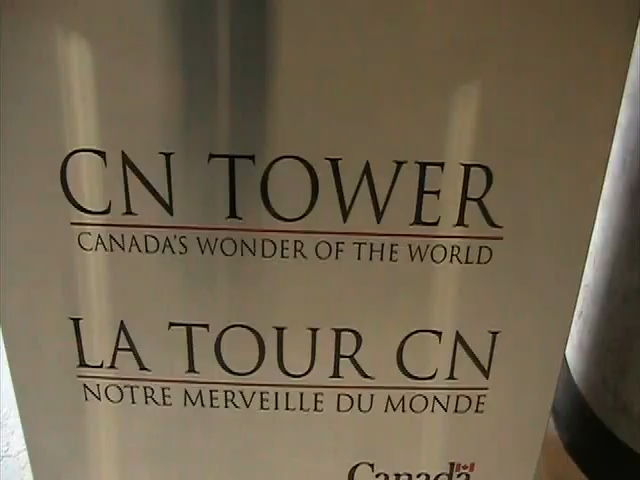 CN TOWER
CANADA'S WONDER OF THE WORLD
LA TOUR CN
NOTRE MERVEILLE DU MONDE
Canada